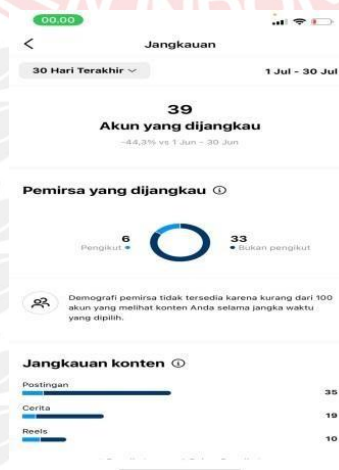 00.00
Jangkauan
30 Hari Terakhir
1 Jul - 30 Jul
39
Akun yang dijangkau
-44,3% vs 1 Jun - 30 Jun
Pemirsa yang dijangkau
6
Pengikut
33
Bukan pengikut
Demografi pemirsa tidak tersedia karena kurang dari 100
akun yang melihat konten Anda selama jangka waktu
yang dipilih.
Jangkauan konten
Postingan
35
Cerita
19
Reels
10